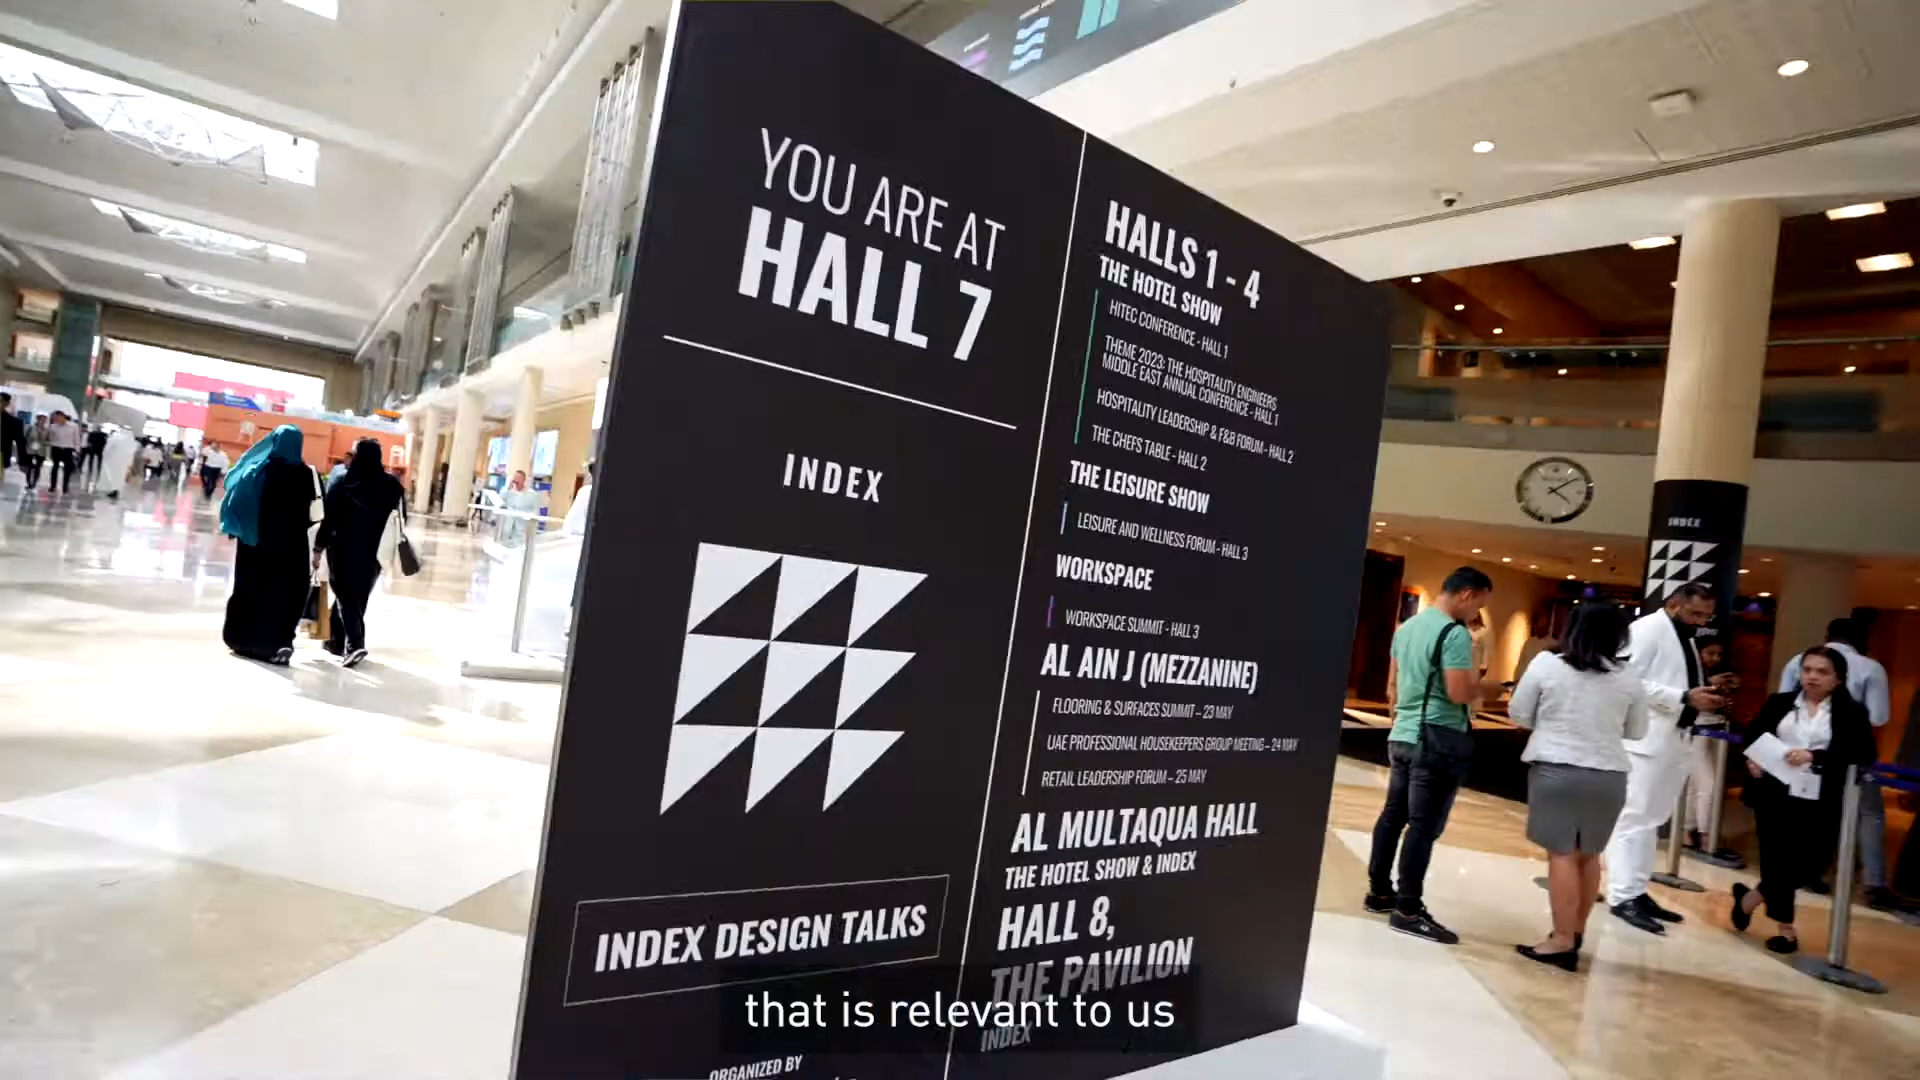 YOU ARE AT
HALL 7
INDEX
INDEX DESIGN TALKS
ORGANIZED BY
HALLS 1 - 4
THE HOTEL SHOW
HITEC CONFERENCE - HALL 1
THEME 2023: THE HOSPITALITY ENGINEERS
MIDDLE EAST ANNUAL CONFERENCE - HALL 1
HOSPITALITY LEADERSHIP & F&B FORUM - HALL 2
THE CHEFS TABLE - HALL 2
THE LEISURE SHOW
LEISURE AND WELLNESS FORUM - HALL 3
WORKSPACE
WORKSPACE SUMMIT - HALL 3
AL AIN J (MEZZANINE)
FLOORING & SURFACES SUMMIT – 23 MAY
UAE PROFESSIONAL HOUSEKEEPERS GROUP MEETING – 24 MAY
RETAIL LEADERSHIP FORUM – 25 MAY
AL MULTAQUA HALL
THE HOTEL SHOW & INDEX
HALL 8,
THE PAVILION
INDEX
INDEX
that is relevant to us